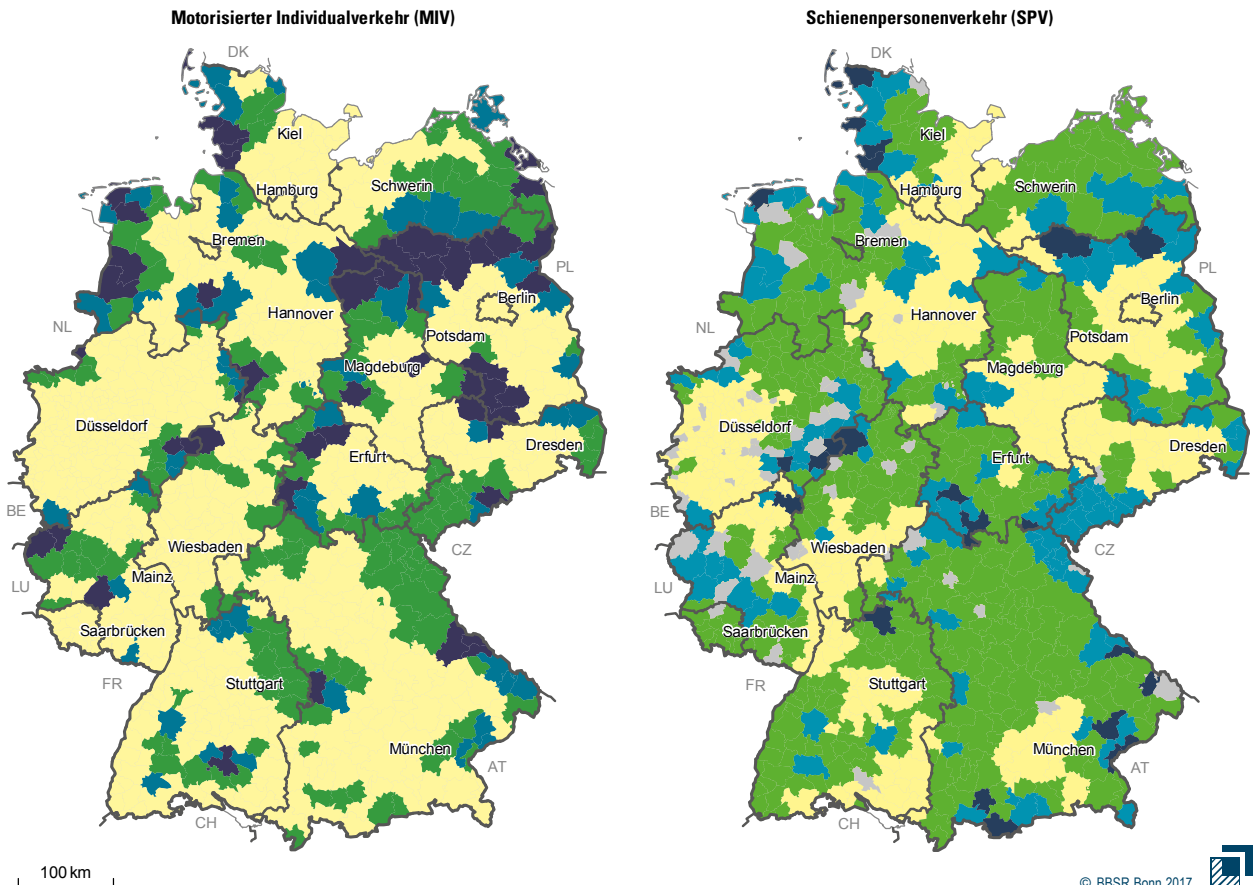 Motorisierter Individualverkehr (MIV)
DK
Kiel
Hamburg
Schwerin
Bremen
PL
Berlin
Hannover
NL
Potsdam
Magdeburg
Düsseldorf
Dresden
Erfurt
BE
CZ
Wiesbaden
Mainz
LU
Saarbrücken
FR
Stuttgart
München
AT
CH
100 km
Schienenpersonenverkehr (SPV)
DK
Kiel
Hamburg
Schwerin
Bremen
PL
Berlin
Hannover
NL
Potsdam
Magdeburg
Düsseldorf
Dresden
Erfurt
BE
Wiesbaden
CZ
Mainz
LU
Saarbrücken
FR
Stuttgart
München
AT
CH
© BBSR Bonn 2017